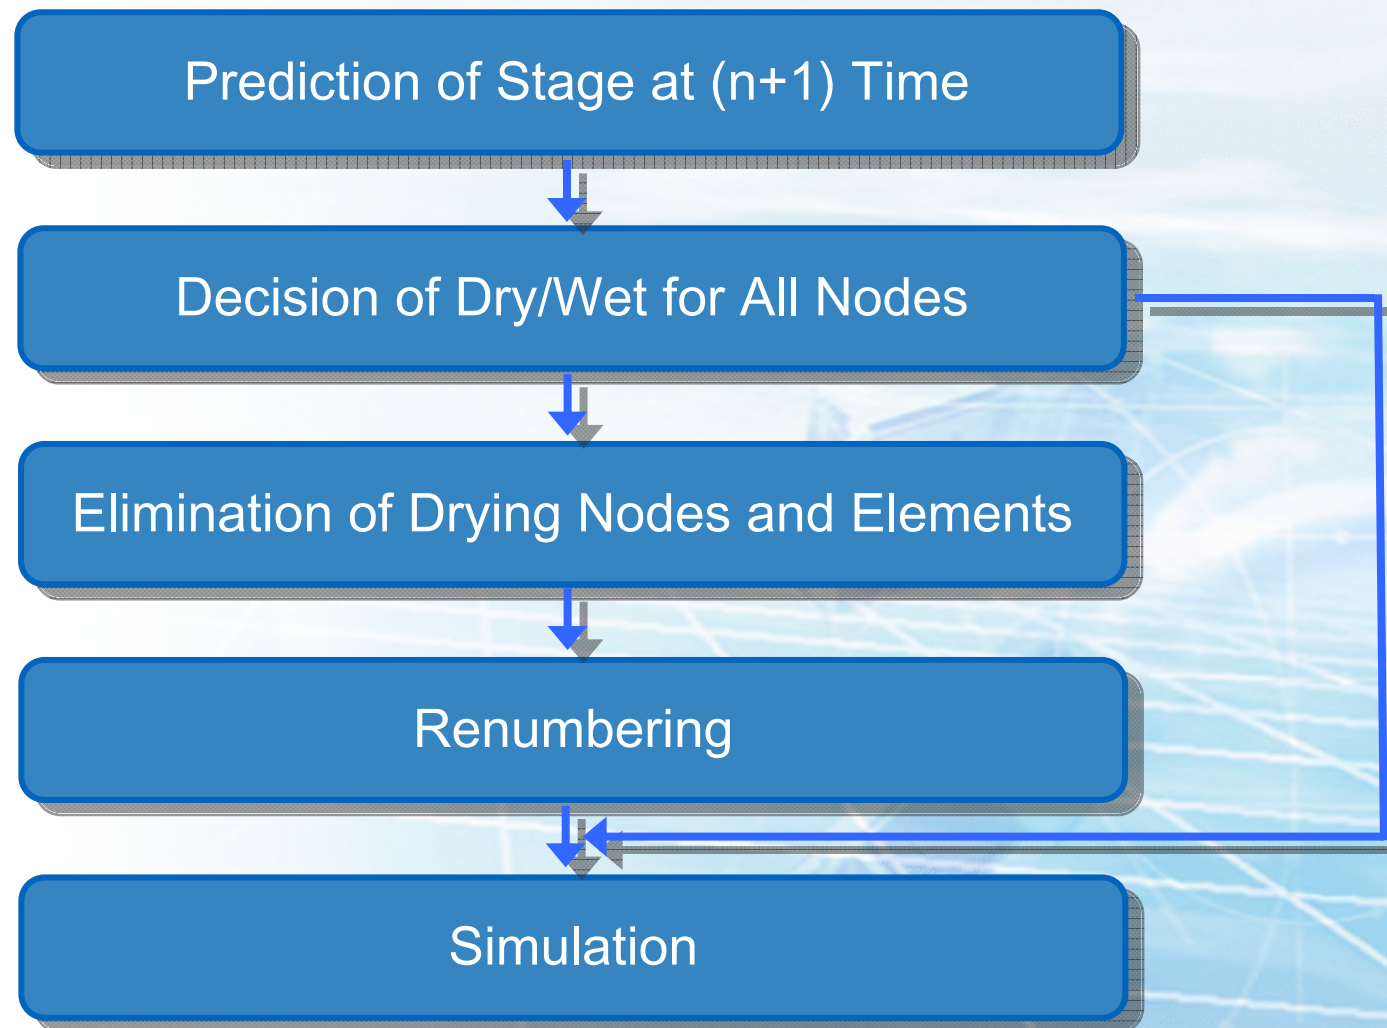 Prediction of Stage at (n+1) Time
Decision of Dry/Wet for All Nodes
Elimination of Drying Nodes and Elements
Renumbering
Simulation